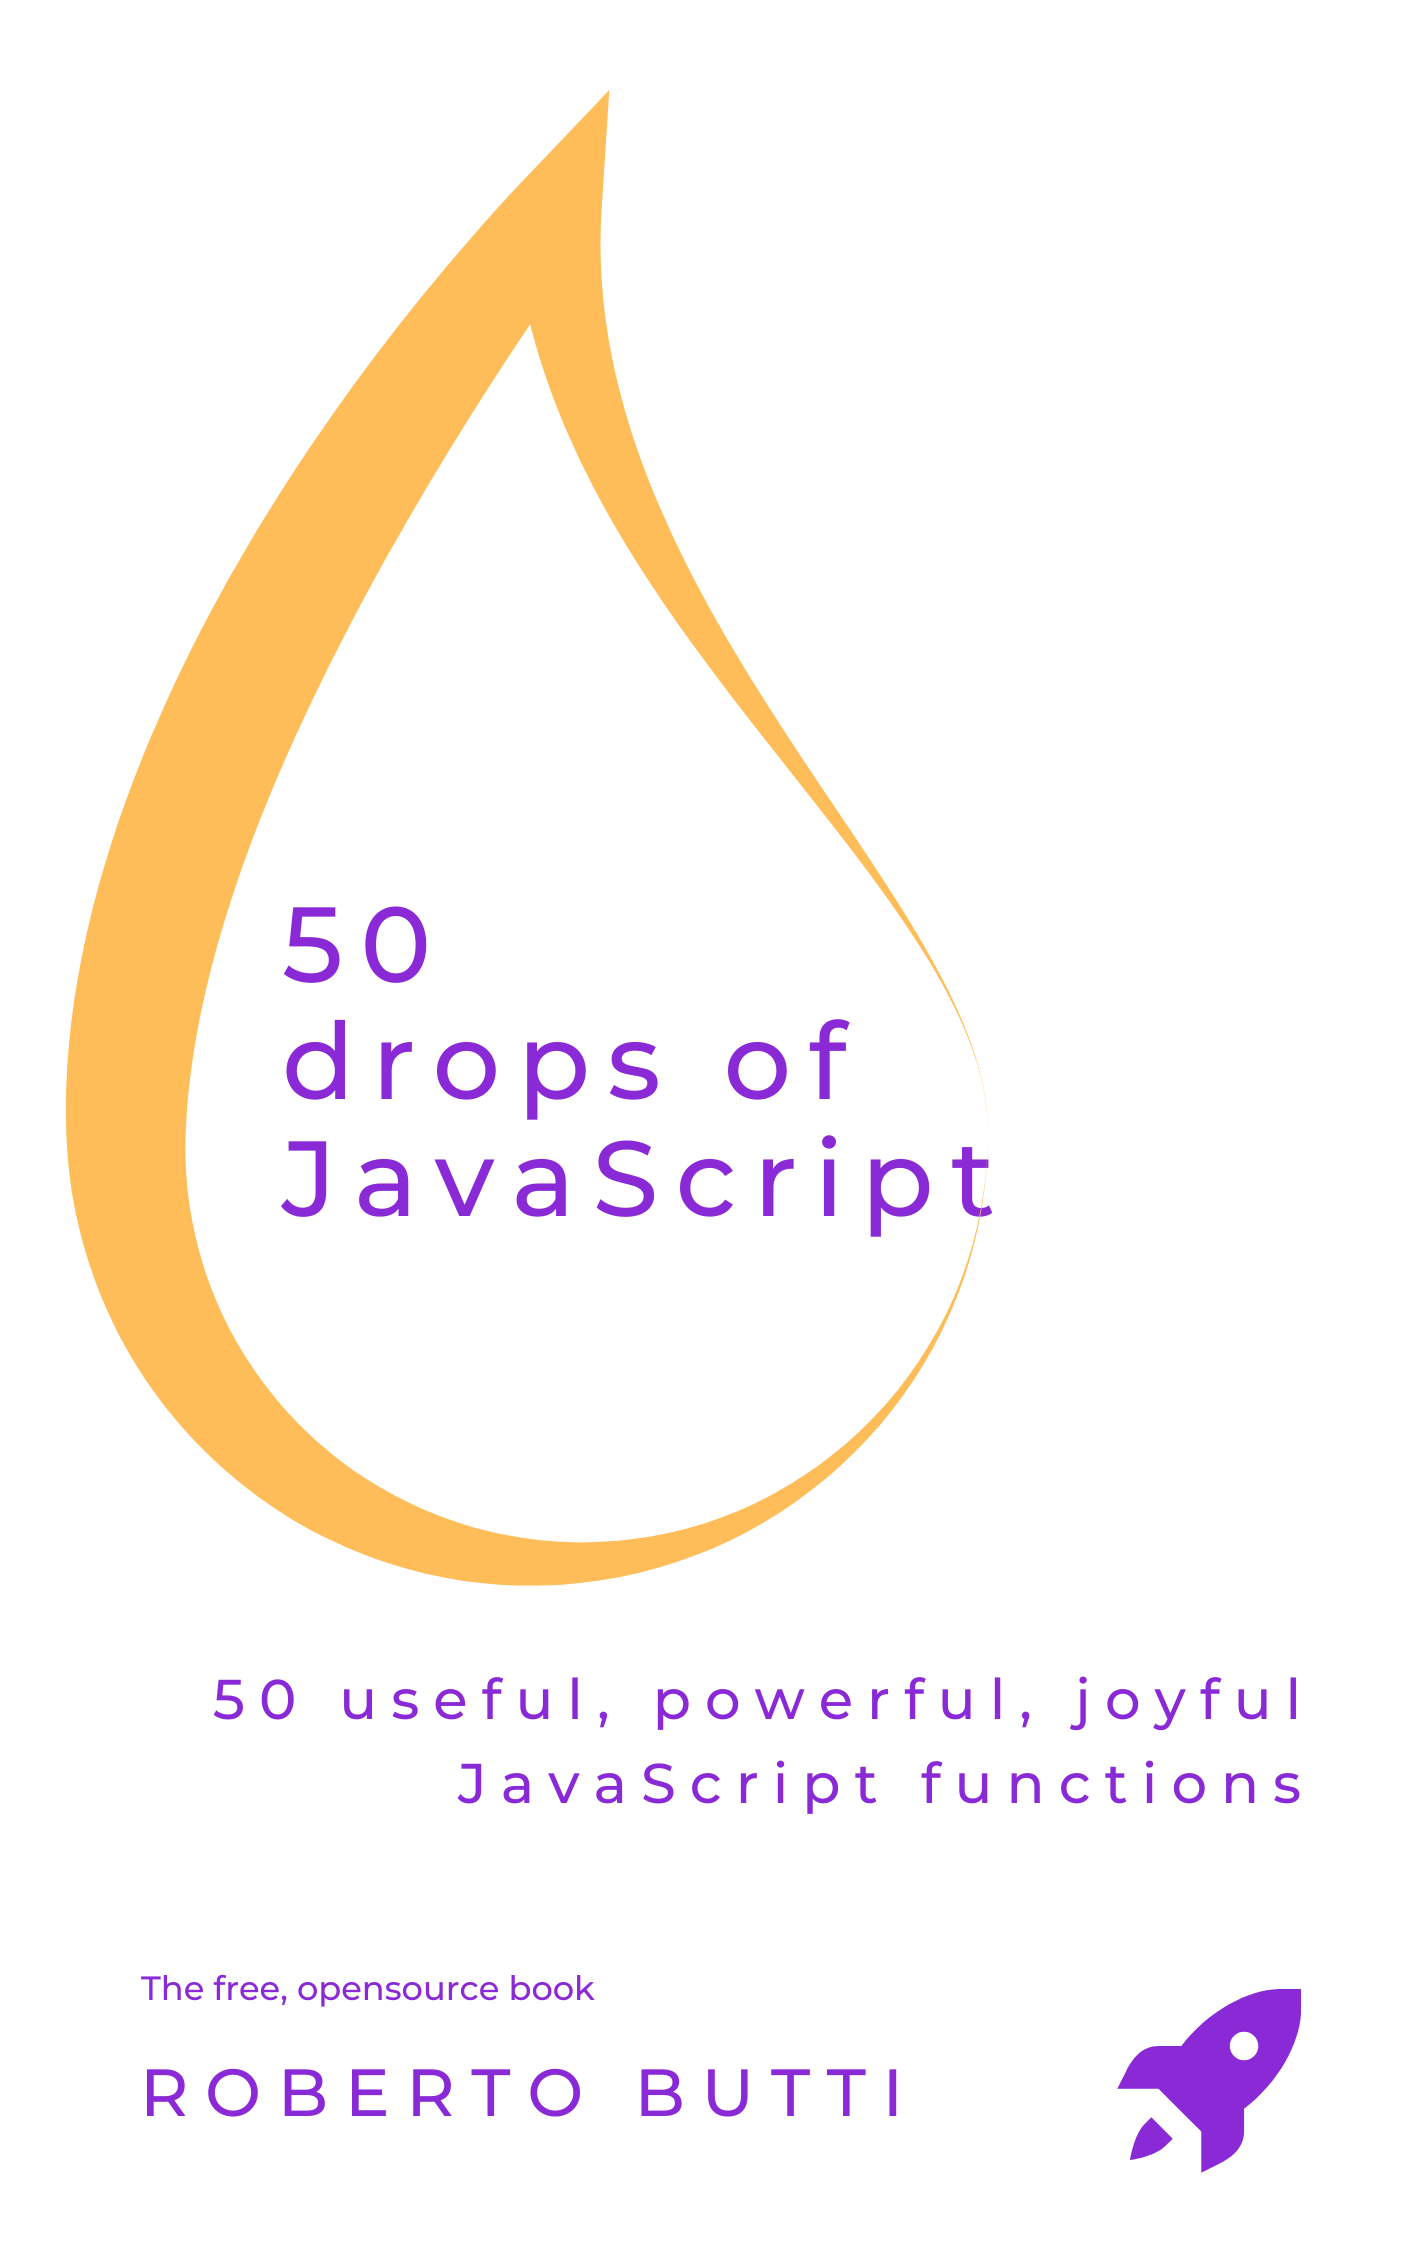 50
drops of
JavaScript
50 useful, powerful, joyful
JavaScript functions
The free, opensource book
ROBERTO BUTTI